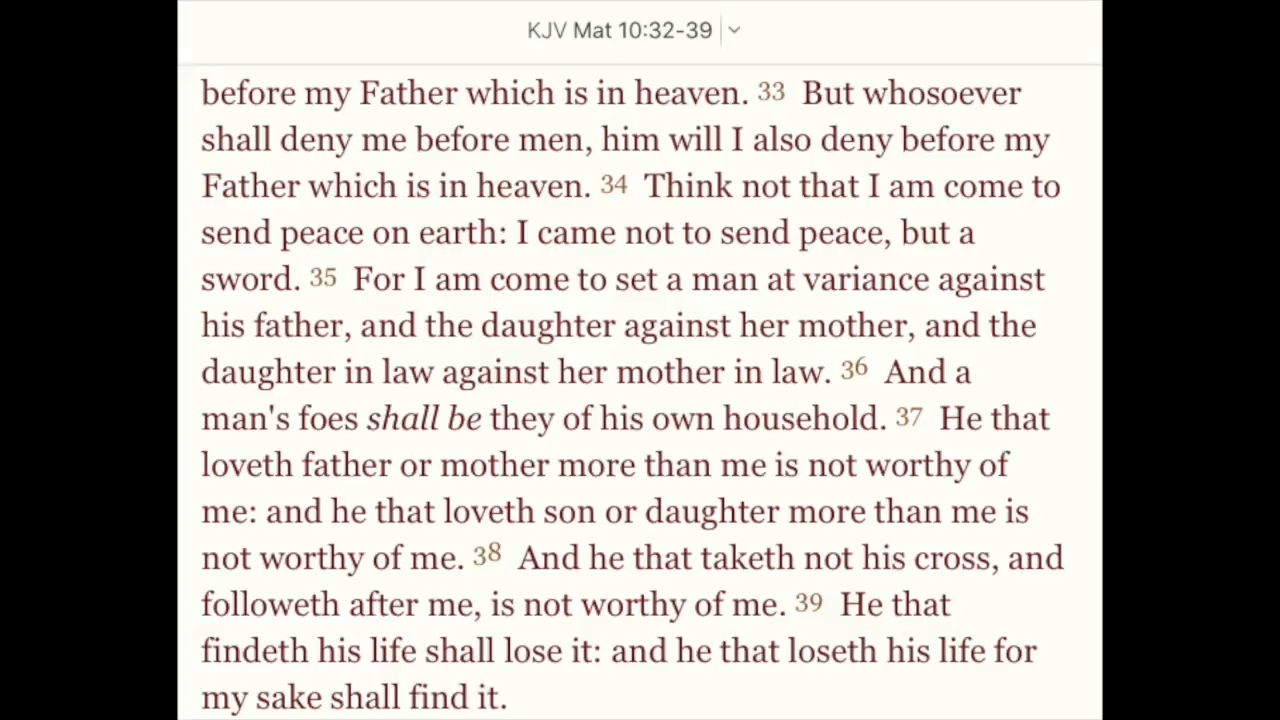 KJV Mat 10:32-39
before my Father which is in heaven. 33 But whosoever
shall deny me before men, him will I also deny before my
Father which is in heaven. 34 Think not that I am come to
send peace on earth: I came not to send peace, but a
sword. 35 For I am come to set a man at variance against
his father, and the daughter against her mother, and the
daughter in law against her mother in law. 36 And a
man's foes shall be they of his own household. 37 He that
loveth father or mother more than me is not worthy of
me: and he that loveth son or daughter more than me is
not worthy of me. 38 And he that taketh not his cross, and
followeth after me, is not worthy of me. 39 He that
findeth his life shall lose it: and he that loseth his life for
my sake shall find it.